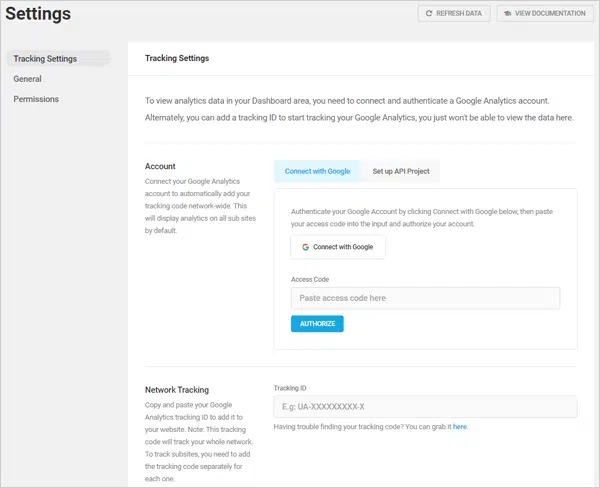 Settings
REFRESH DATA
VIEW DOCUMENTATION
Tracking Settings
General
Permissions
Tracking Settings
To view analytics data in your Dashboard area, you need to connect and authenticate a Google Analytics account.
Alternately, you can add a tracking ID to start tracking your Google Analytics, you just won't be able to view the data here.
Account
Connect your Google Analytics
account to automatically add your
tracking code network-wide. This
will display analytics on all sub sites
by default.
Connect with Google
Set up API Project
Authenticate your Google Account by clicking Connect with Google below, then paste
your access code into the input and authorize your account.
Connect with Google
Access Code
Paste access code here
AUTHORIZE
Network Tracking
Copy and paste your Google
Analytics tracking ID to add it to
your website. Note: This tracking
code will track your whole network.
To track subsites, you need to add
the tracking code separately for
each one.
Tracking ID
E.g: UA-XXXXXXXXX-X
Having trouble finding your tracking code? You can grab it here.